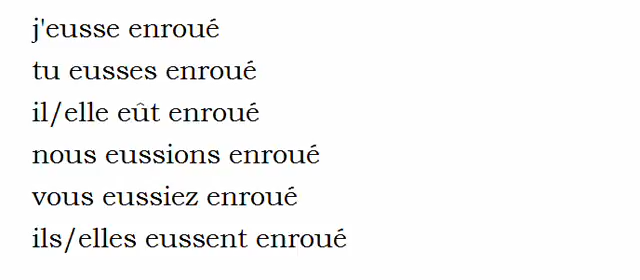 j'eusse enroué
tu eusses enroué
il/elle eût enroué
nous eussions enroué
vous eussiez enroué
ils/elles eussent enroué